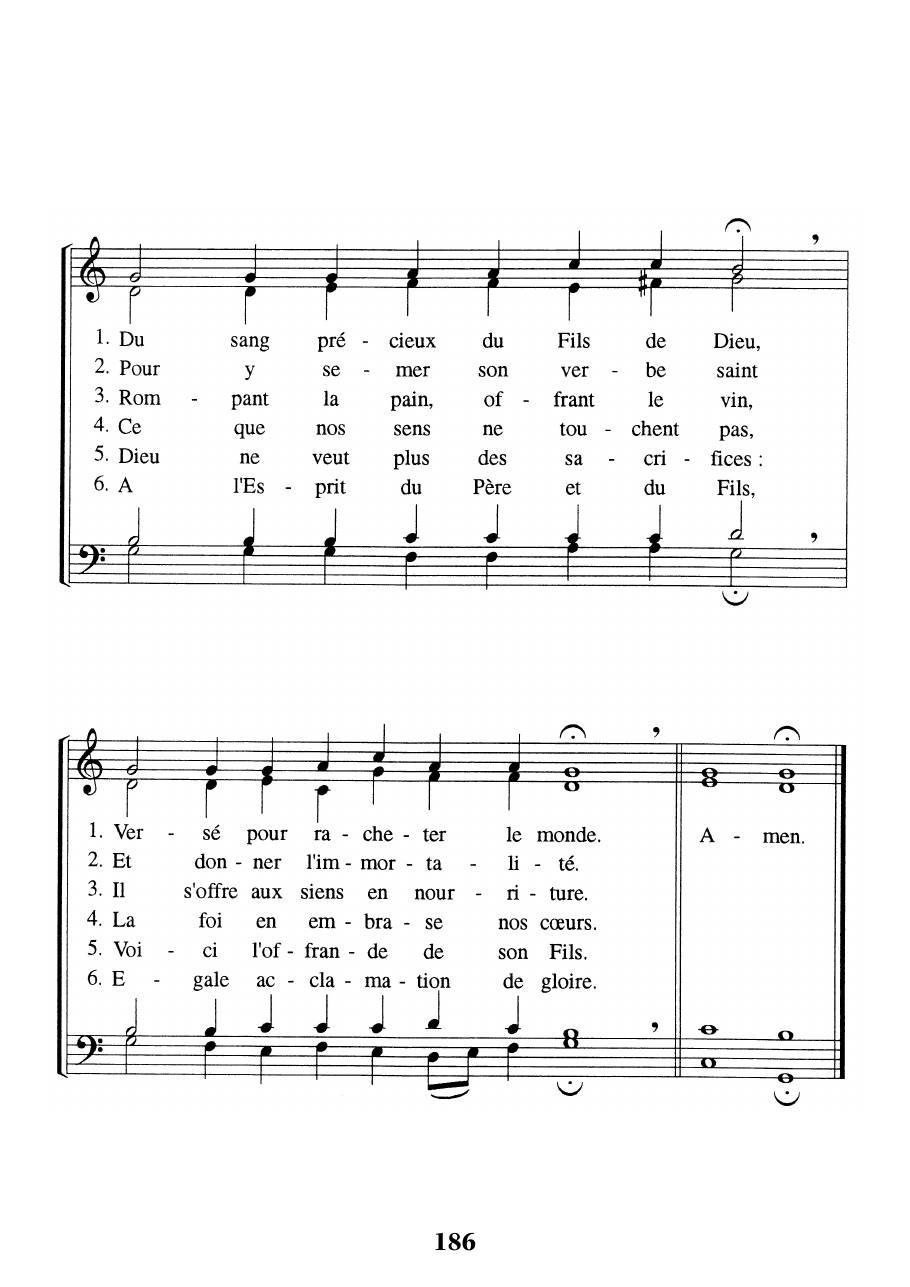 1. Du sang pré - cieux du Fils de Dieu,
2. Pour y se - mer son ver - be saint
3. Rom - pant la pain, of - frant le vin,
4. Ce que nos sens ne tou - chent pas,
5. Dieu ne veut plus des sa - cri - fices :
6. A l'Es - prit du Père et du Fils,
1. Ver - sé pour ra - che - ter le monde. A - men.
2. Et don - ner l'im - mor - ta - li - té.
3. Il s'offre aux siens en nour - ri - ture.
4. La foi en em - bra - se nos cœurs.
5. Voi - ci l'of - fran - de de son Fils.
6. E - gale ac - cla - ma - tion de gloire.
186